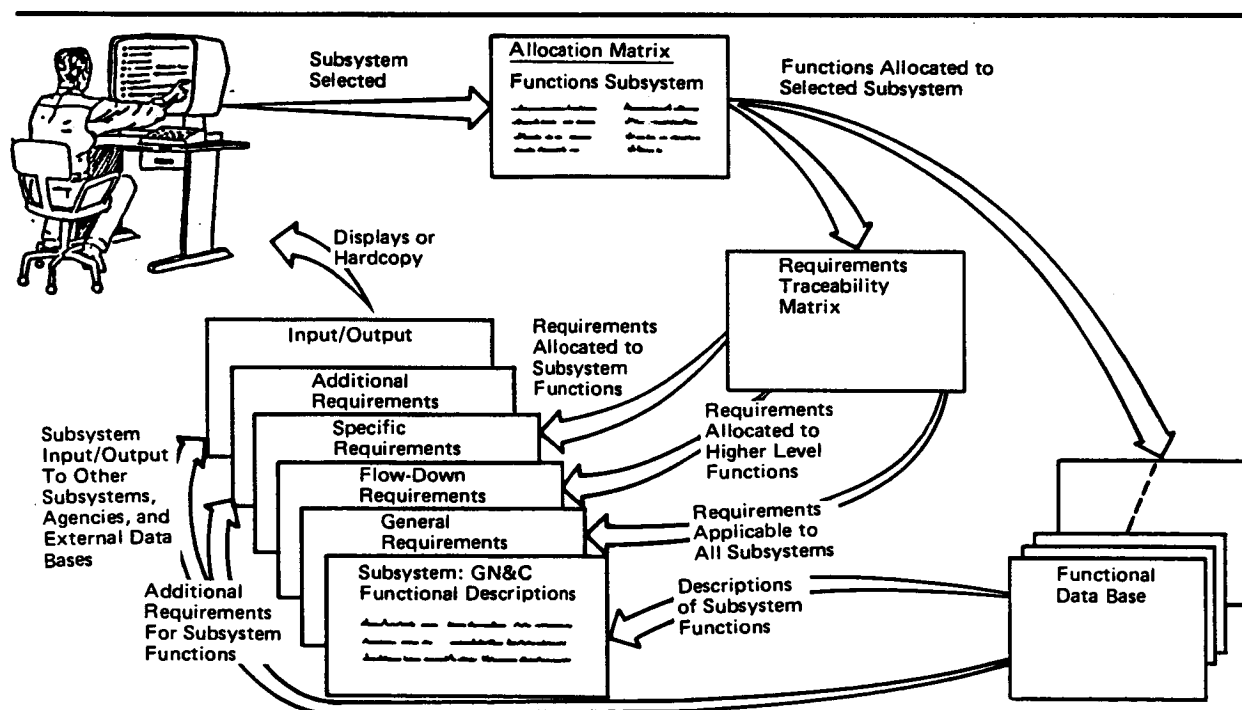 Subsystem
Selected
Allocation Matrix
Functions Subsystem
Functions Allocated to
Selected Subsystem
Displays or
Hardcopy
Requirements
Traceability
Matrix
Input/Output
Additional
Requirements
Specific
Requirements
Flow-Down
Requirements
General
Requirements
Subsystem: GN&C
Functional Descriptions
Requirements
Allocated to
Subsystem
Functions
Requirements
Allocated to
Higher Level
Functions
Requirements
Applicable to
All Subsystems
Descriptions
of Subsystem
Functions
Subsystem
Input/Output
To Other
Subsystems,
Agencies, and
External Data
Bases
Additional
Requirements
For Subsystem
Functions
Functional
Data Base